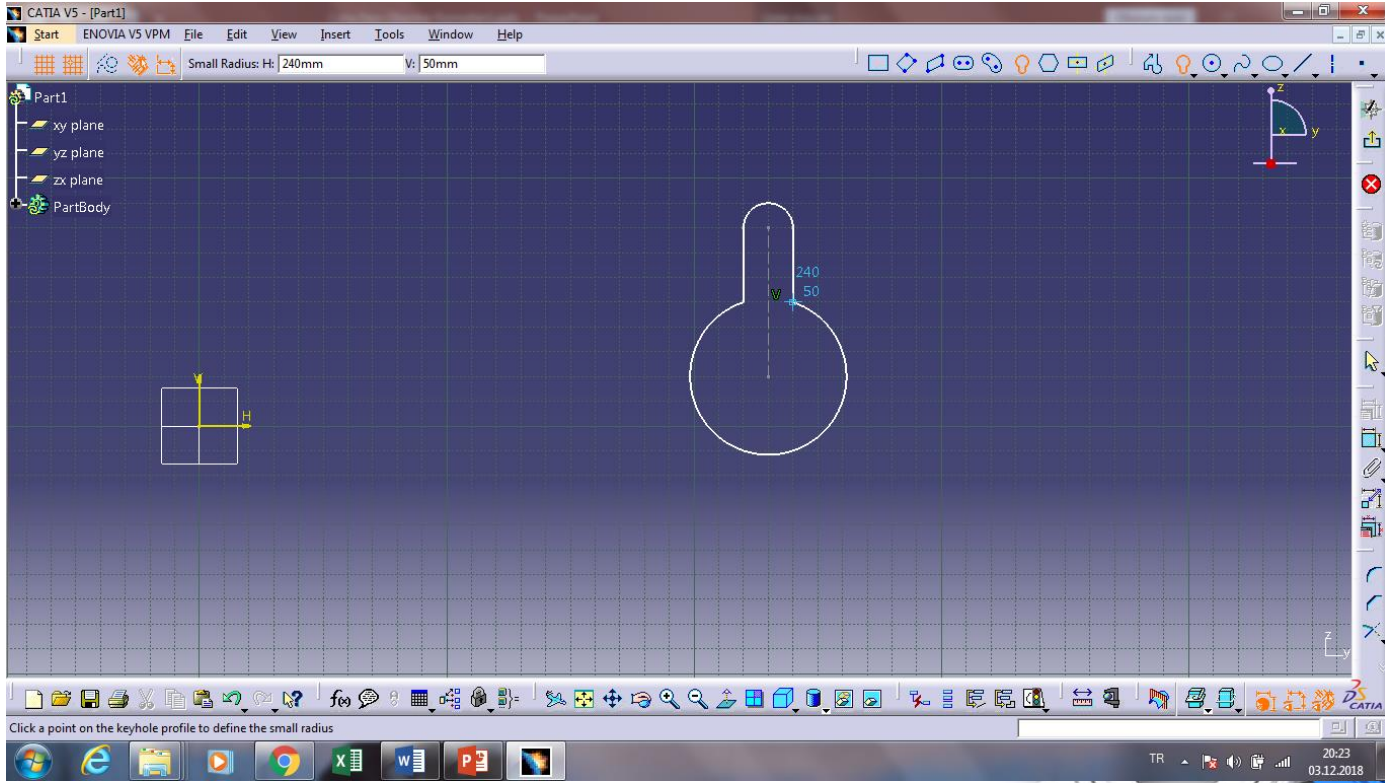 CATIA V5 - [Part1]
Start ENOVIA V5 VPM File Edit View Insert Tools Window Help
Small Radius: H: 240mm V: 50mm
Part1
xy plane
yz plane
zx plane
PartBody
z
x y
240
V 50
V
H
z
y
f(x)
CATIA
Click a point on the keyhole profile to define the small radius
TR 20:23
03.12.2018